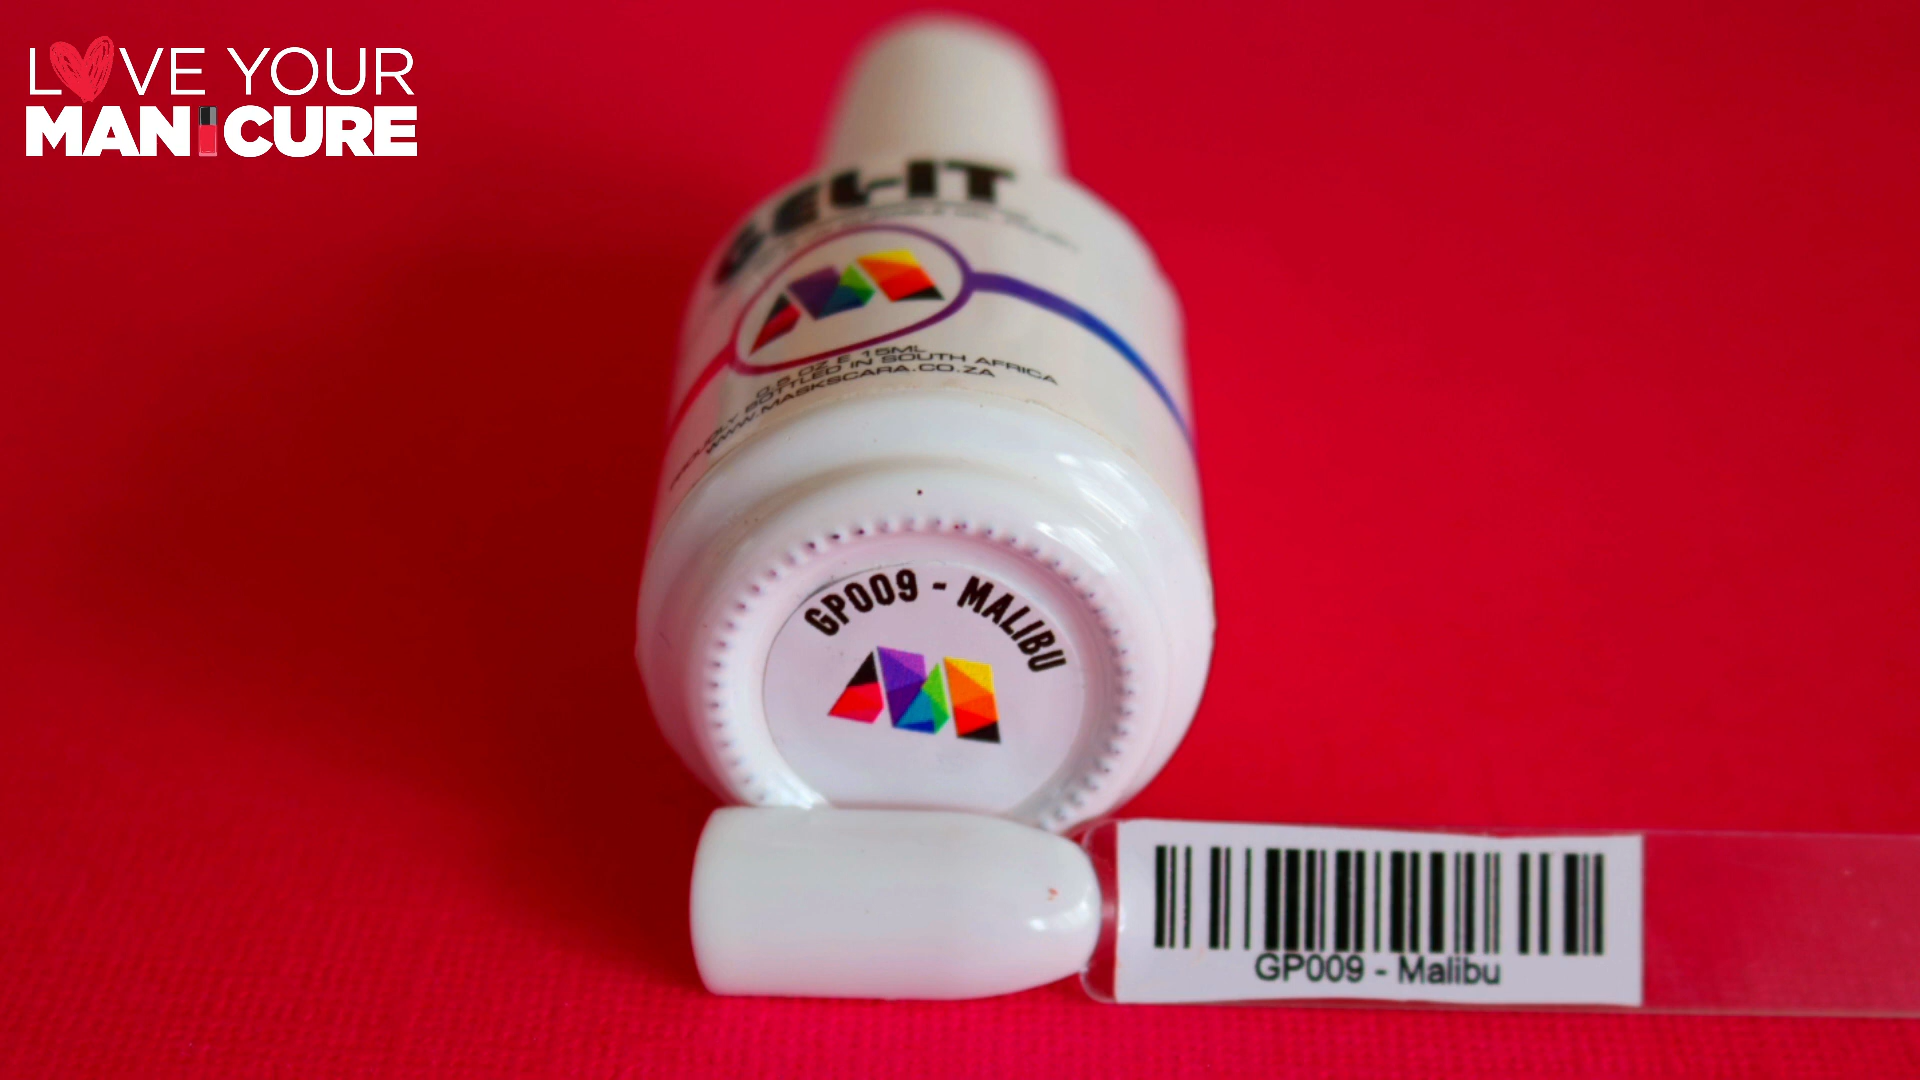 LOVE YOUR
MANICURE
GEL-IT
0.5 OZ E 15ML
PROUDLY BOTTLED IN SOUTH AFRICA
WWW.MASKSCARA.CO.ZA
GP009 - MALIBU
GP009 - Malibu